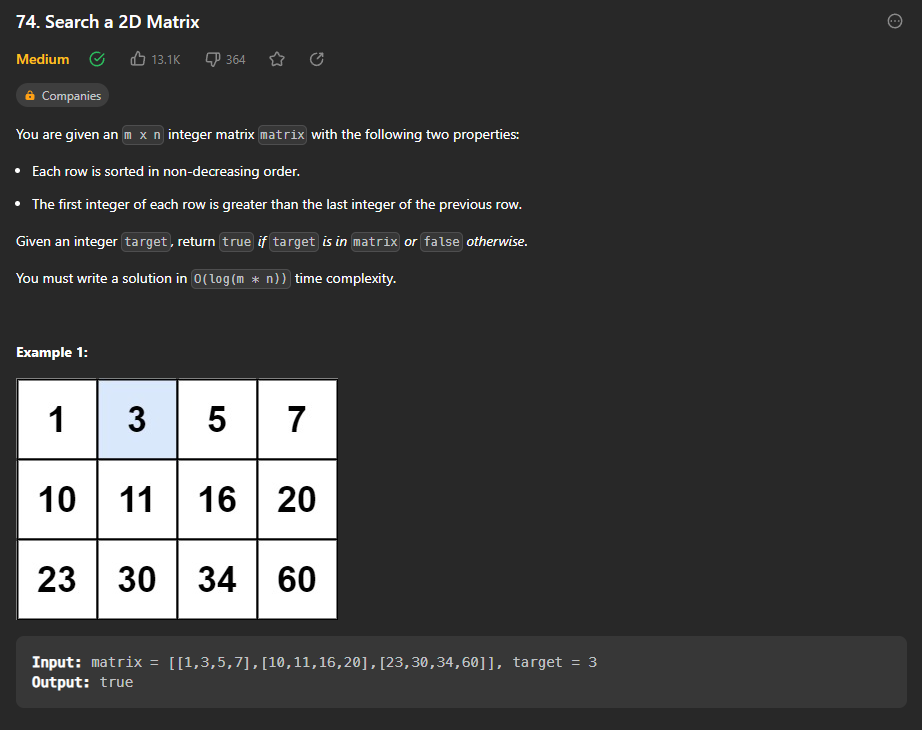 74. Search a 2D Matrix
Medium 13.1K 364
Companies
You are given an m x n integer matrix matrix with the following two properties:
• Each row is sorted in non-decreasing order.
• The first integer of each row is greater than the last integer of the previous row.
Given an integer target, return true if target is in matrix or false otherwise.
You must write a solution in O(log(m * n)) time complexity.
Example 1:
1 3 5 7
10 11 16 20
23 30 34 60
Input: matrix = [[1,3,5,7],[10,11,16,20],[23,30,34,60]], target = 3
Output: true